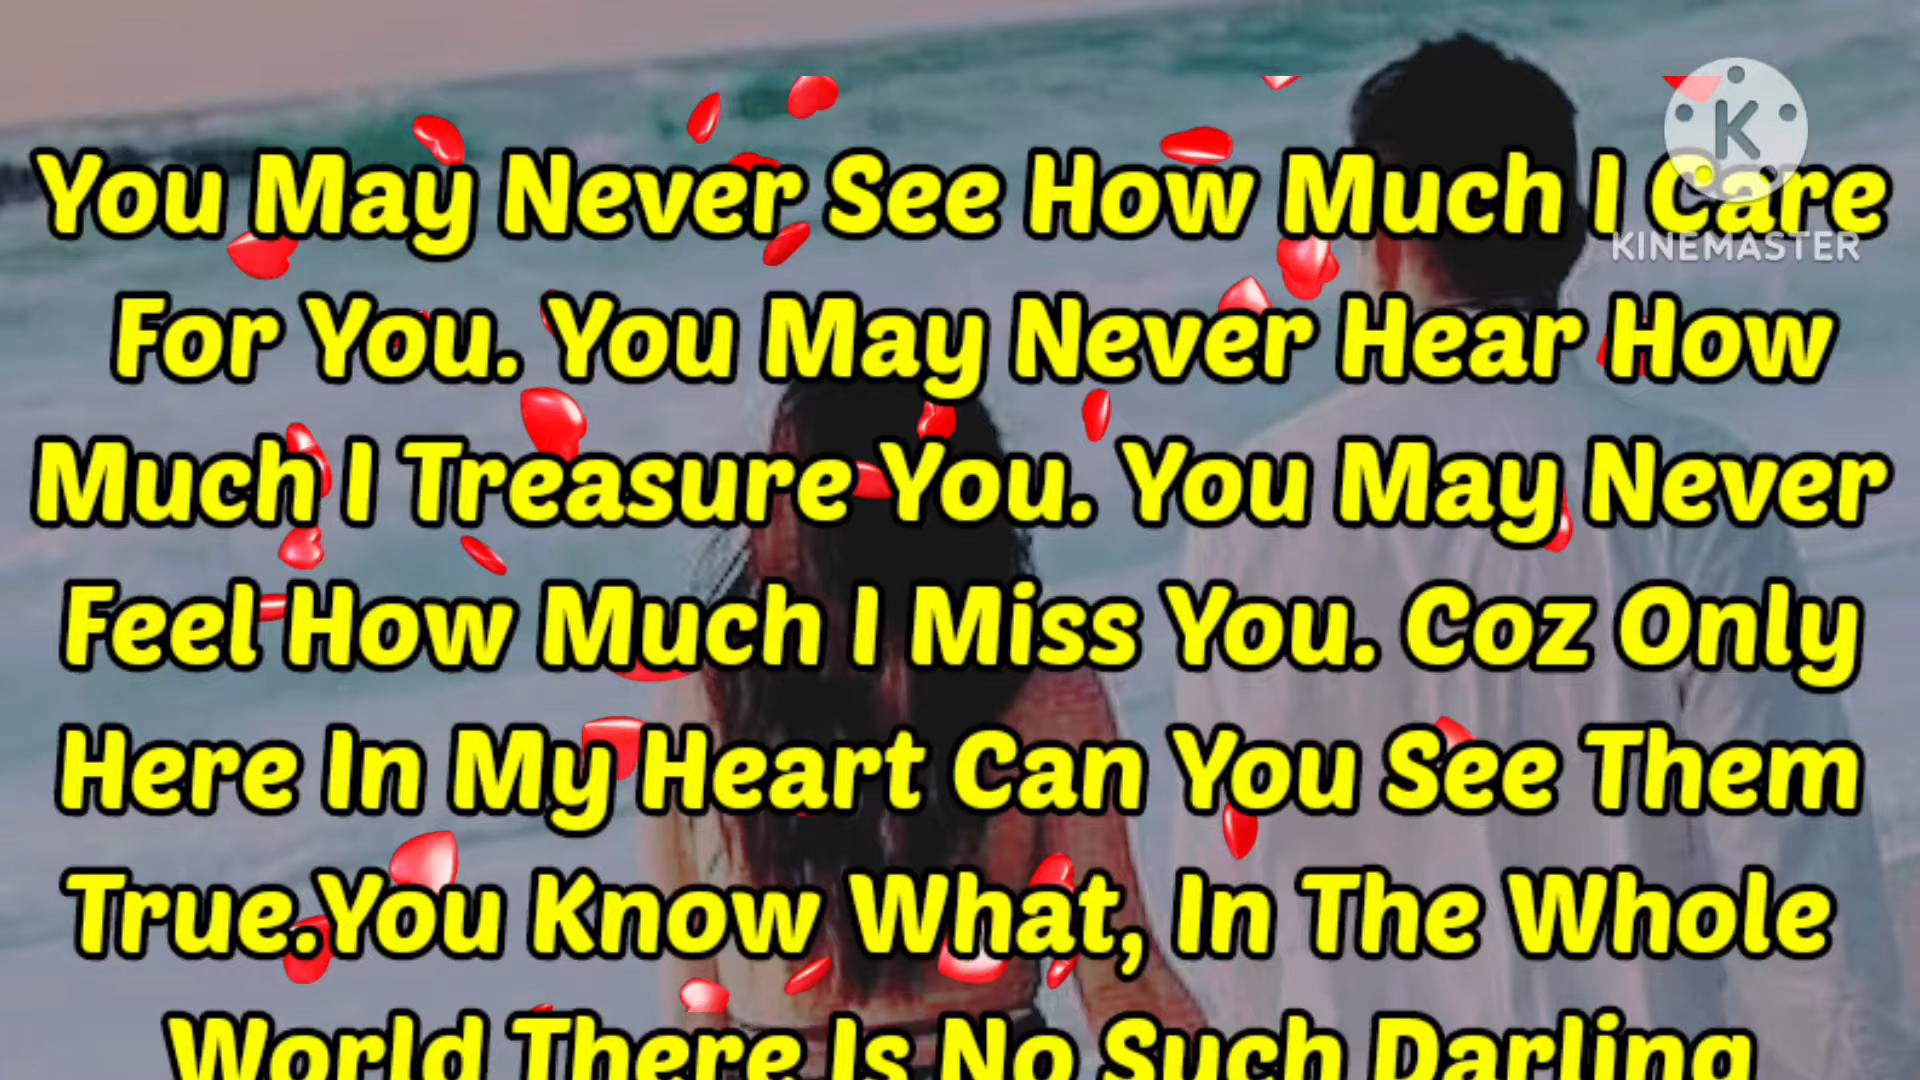 K
KINEMASTER
You May Never See How Much I Care
For You. You May Never Hear How
Much I Treasure You. You May Never
Feel How Much I Miss You. Coz Only
Here In My Heart Can You See Them
True.You Know What, In The Whole
World There Is No Such Darling